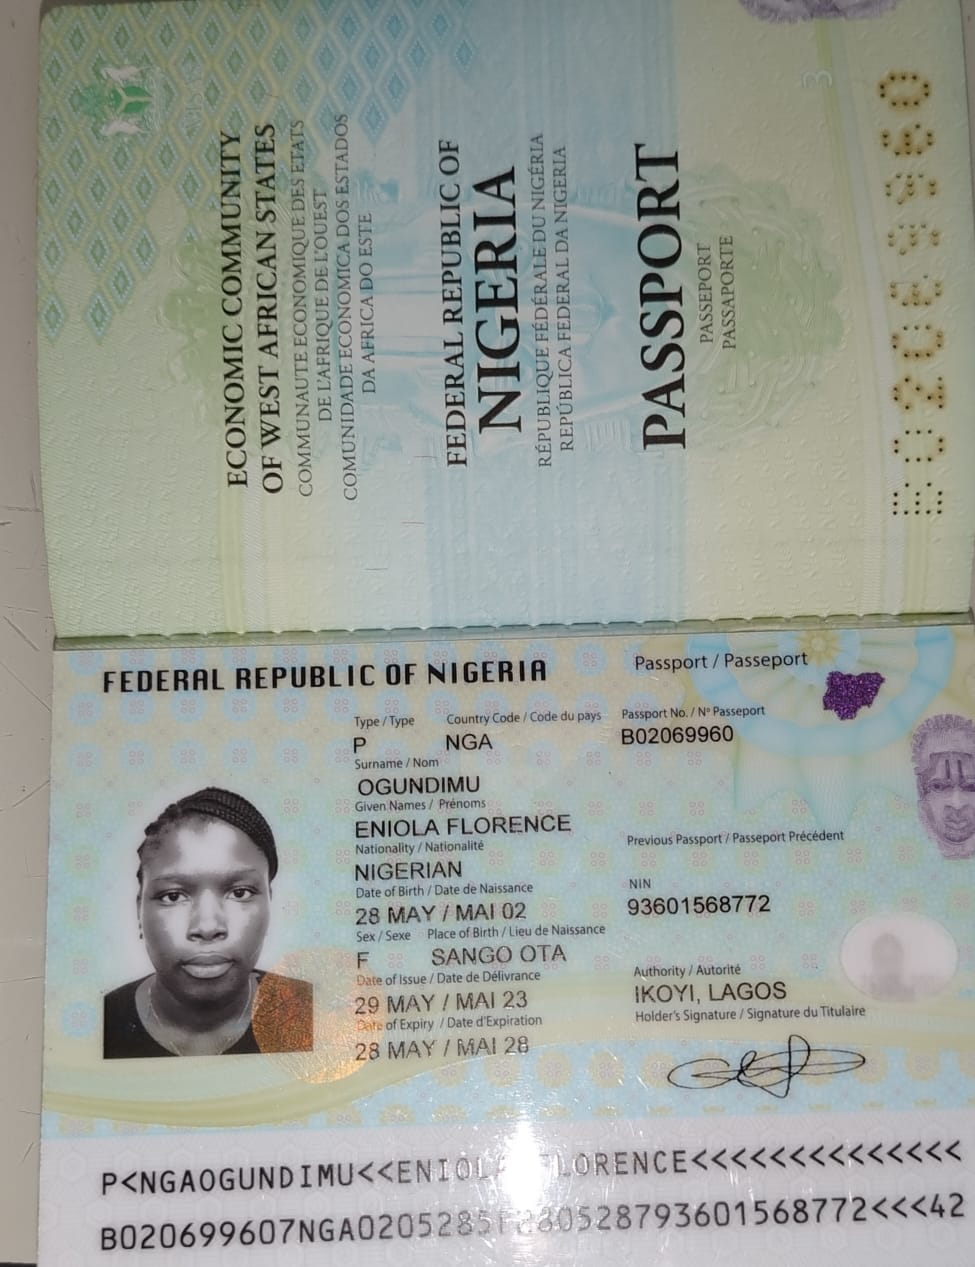 ECONOMIC COMMUNITY
OF WEST AFRICAN STATES
COMMUNAUTE ECONOMIQUE DES ETATS
DE L'AFRIQUE DE L'OUEST
COMUNIDADE ECONOMICA DOS ESTADOS
DA AFRICA DO ESTE
FEDERAL REPUBLIC OF
NIGERIA
RÉPUBLIQUE FÉDÉRALE DU NIGÉRIA
REPÚBLICA FEDERAL DA NIGERIA
PASSPORT
PASSEPORT
PASSAPORTE
3
B02069960
FEDERAL REPUBLIC OF NIGERIA
Passport / Passeport
Type / Type Country Code / Code du pays Passport No. / Nº Passeport
P NGA B02069960
Surname / Nom
OGUNDIMU
Given Names / Prénoms
ENIOLA FLORENCE
Nationality / Nationalité Previous Passport / Passeport Précédent
NIGERIAN
Date of Birth / Date de Naissance NIN
28 MAY / MAI 02 93601568772
Sex / Sexe Place of Birth / Lieu de Naissance
F SANGO OTA
Date of Issue / Date de Délivrance Authority / Autorité
29 MAY / MAI 23 IKOYI, LAGOS
Date of Expiry / Date d'Expiration Holder's Signature / Signature du Titulaire
28 MAY / MAI 28
P<NGAOGUNDIMU<<ENIOLA LORENCE<<<<<<<<<<<<<<
B020699607NGA0205285F280528793601568772<<<42